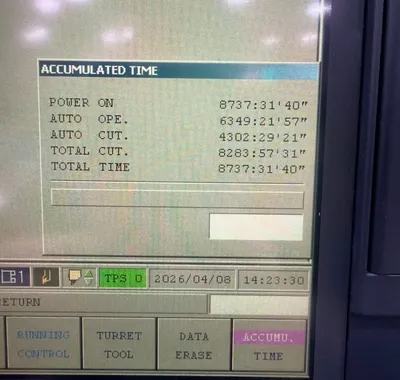 ACCUMULATED TIME
POWER ON 8737:31'40"
AUTO OPE. 6349:21'57"
AUTO CUT. 4302:29'21"
TOTAL CUT. 8283:57'31"
TOTAL TIME 8737:31'40"
1 TPS 0 2026/04/08 14:23:30
RETURN
RUNNING CONTROL
TURRET TOOL
DATA ERASE
ACCUMU. TIME